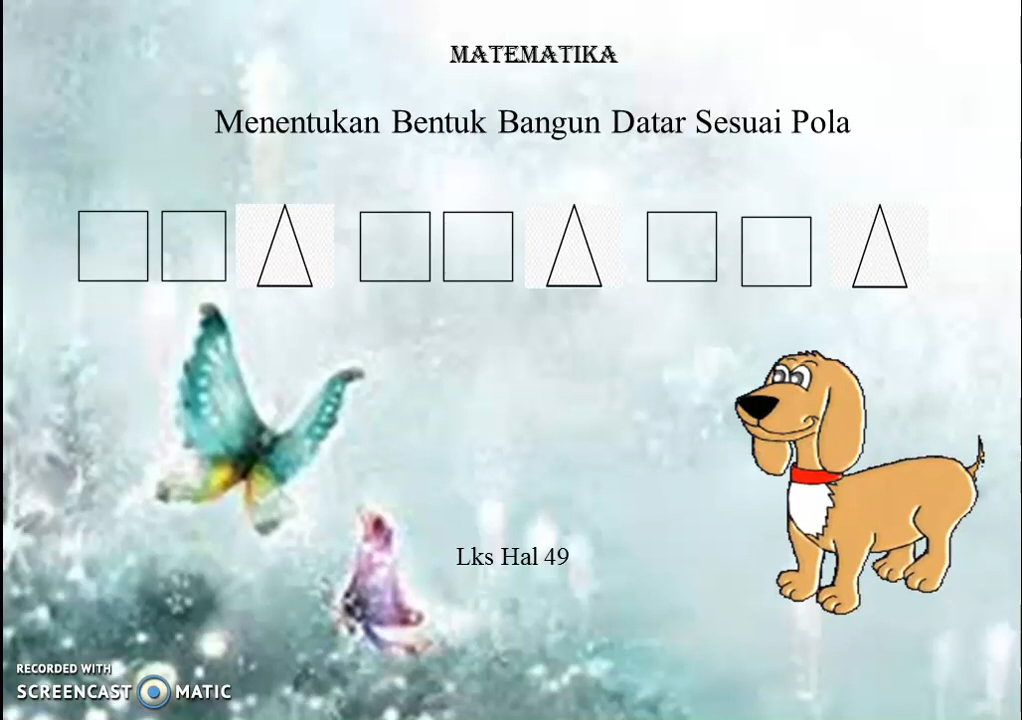 MATEMATIKA
Menentukan Bentuk Bangun Datar Sesuai Pola
Lks Hal 49
RECORDED WITH
SCREENCAST MATIC